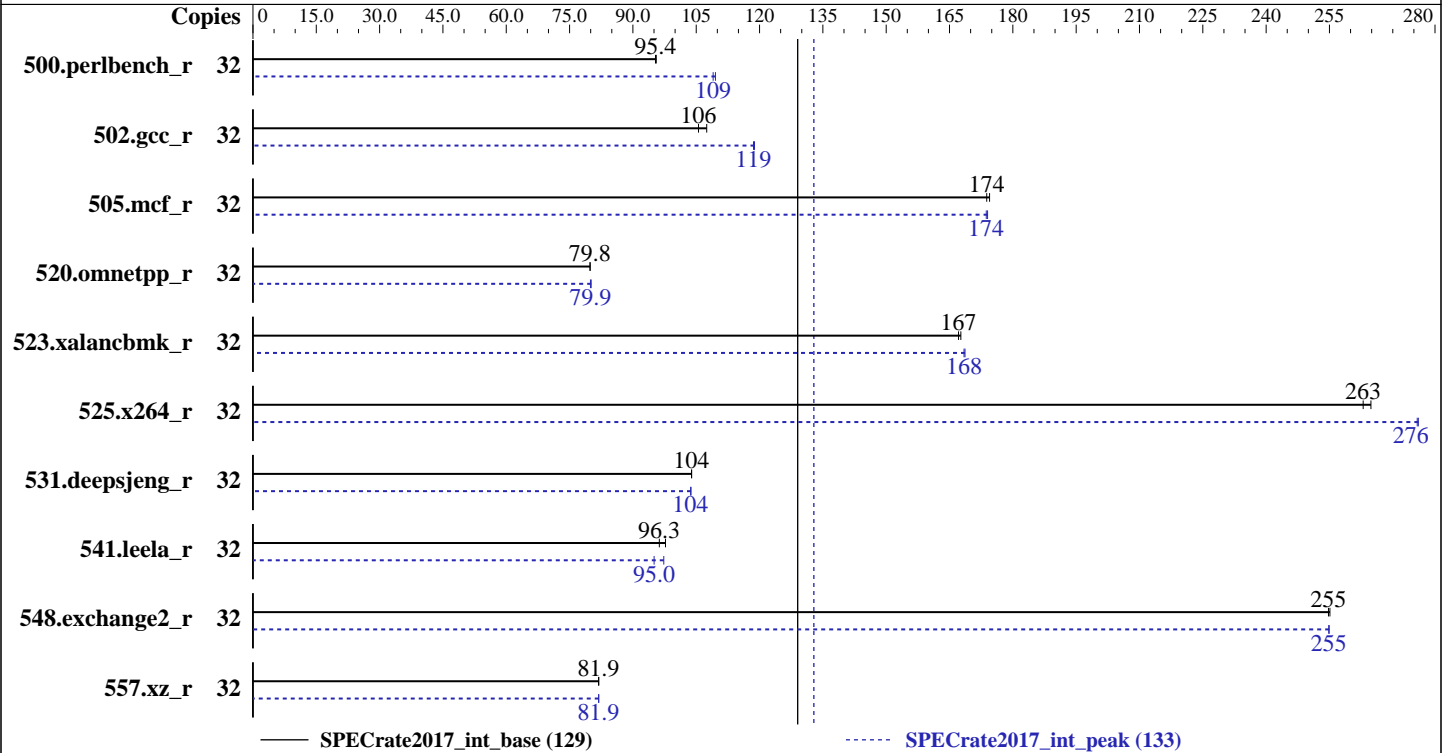 Copies 0 15.0 30.0 45.0 60.0 75.0 90.0 105 120 135 150 165 180 195 210 225 240 255 280
95.4
500.perlbench_r 32
109
106
502.gcc_r 32
119
174
505.mcf_r 32
174
79.8
520.omnetpp_r 32
79.9
167
523.xalancbmk_r 32
168
263
525.x264_r 32
276
104
531.deepsjeng_r 32
104
96.3
541.leela_r 32
95.0
255
548.exchange2_r 32
255
81.9
557.xz_r 32
81.9
SPECrate2017_int_base (129) SPECrate2017_int_peak (133)